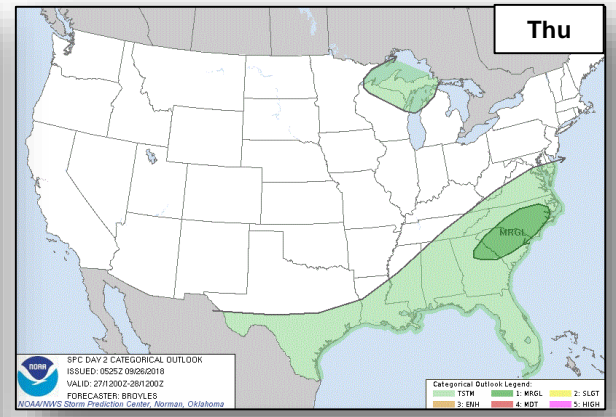 Thu
MRGL
NOAA
SPC DAY 2 CATEGORICAL OUTLOOK
ISSUED: 0525Z 09/26/2018
VALID: 27/1200Z-28/1200Z
FORECASTER: BROYLES
NOAA/NWS Storm Prediction Center, Norman, Oklahoma
Categorical Outlook Legend:
TSTM 1: MRGL 2: SLGT
3: ENH 4: MDT 5: HIGH